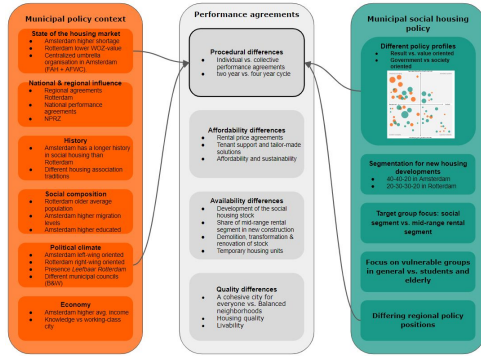 Municipal policy context
State of the housing market
Amsterdam higher shortage
Rotterdam lower WOZ-value
Centralized umbrella
organisation in Amsterdam
(FAH + APWC)
National & regional influence
Regional agreements
Rotterdam
National performance
agreements
NPRZ
History
Amsterdam has a longer history
in social housing than
Rotterdam
Different housing association
traditions
Social composition
Rotterdam older average
population
Amsterdam higher migration
levels
Amsterdam higher educated
Political climate
Amsterdam left-wing oriented
Rotterdam right-wing oriented
Presence Leefbaar Rotterdam
Different municipal councils
(B&W)
Economy
Amsterdam higher avg. income
Knowledge vs working-class
city
Performance agreements
Procedural differences
Individual vs. collective
performance agreements
two year vs. four year cycle
Affordability differences
Rental price agreements
Tenant support and tailor-made
solutions
Affordability and sustainability
Availability differences
Development of the social
housing stock
Share of mid-range rental
segment in new construction
Demolition, transformation &
renovation of stock
Temporary housing units
Quality differences
A cohesive city for
everyone vs. Balanced
neighborhoods
Housing quality
Livability
Municipal social housing
policy
Different policy profiles
Result vs. value oriented
Government vs society
oriented
Segmentation for new housing
developments
40-40-20 in Amsterdam
20-30-30-20 in Rotterdam
Target group focus: social
segment vs. mid-range rental
segment
Focus on vulnerable groups
in general vs. students and
elderly
Differing regional policy
positions